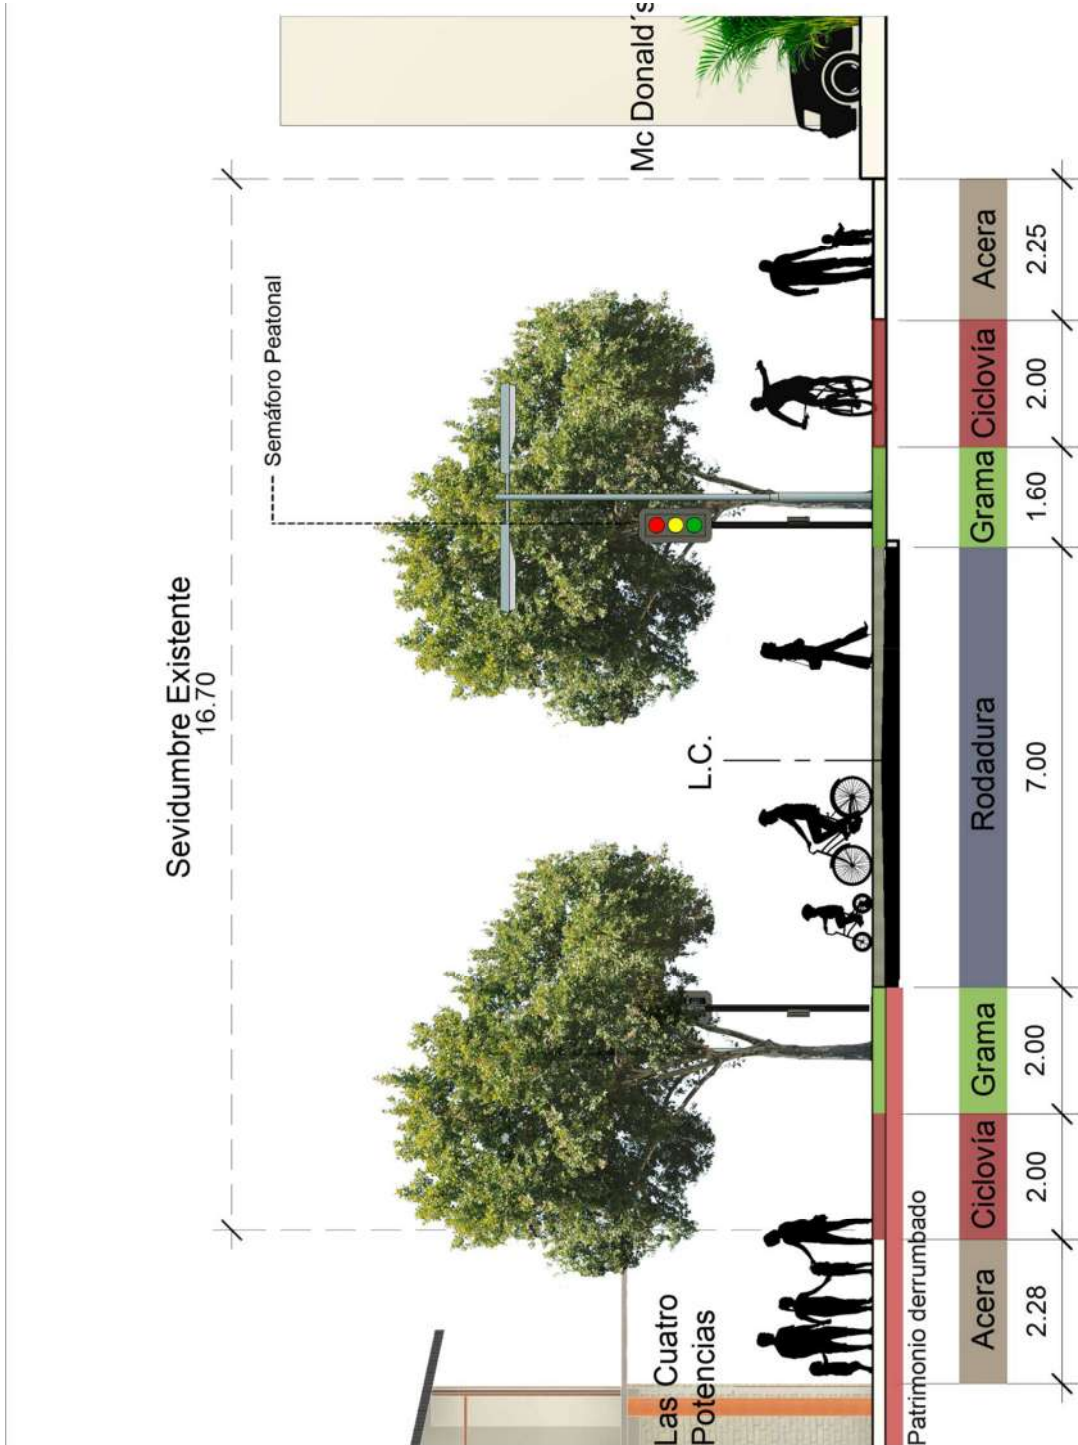 Sevidumbre Existente
16.70
Semáforo Peatonal
Mc Donald´s
L.C.
Las Cuatro
Potencias
Patrimonio derrumbado
Acera
Ciclovía
Grama
Rodadura
Grama
Ciclovía
Acera
2.28
2.00
2.00
7.00
1.60
2.00
2.25